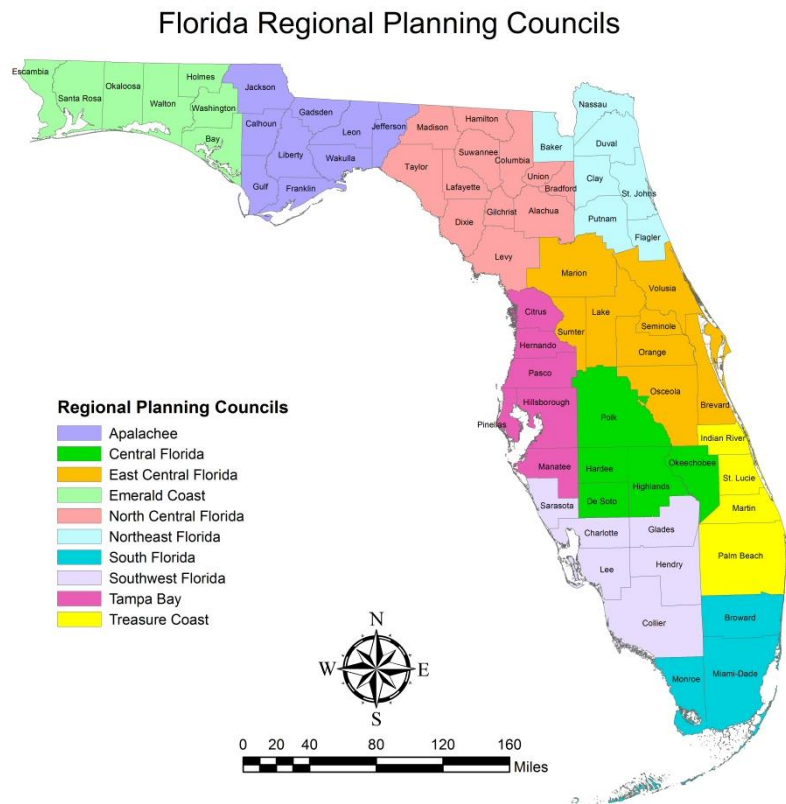 Florida Regional Planning Councils
Escambia
Santa Rosa
Okaloosa
Walton
Holmes
Washington
Bay
Jackson
Calhoun
Gulf
Gadsden
Liberty
Franklin
Leon
Wakulla
Jefferson
Madison
Taylor
Hamilton
Suwannee
Lafayette
Dixie
Columbia
Gilchrist
Levy
Union
Bradford
Alachua
Baker
Nassau
Duval
Clay
St. Johns
Putnam
Flagler
Marion
Volusia
Lake
Sumter
Seminole
Orange
Osceola
Brevard
Citrus
Hernando
Pasco
Hillsborough
Pinellas
Manatee
Polk
Hardee
Highlands
Okeechobee
De Soto
Indian River
St. Lucie
Martin
Palm Beach
Sarasota
Charlotte
Glades
Lee
Hendry
Collier
Broward
Miami-Dade
Monroe
Regional Planning Councils
Apalachee
Central Florida
East Central Florida
Emerald Coast
North Central Florida
Northeast Florida
South Florida
Southwest Florida
Tampa Bay
Treasure Coast
N
W E
S
0 20 40 80 120 160
Miles